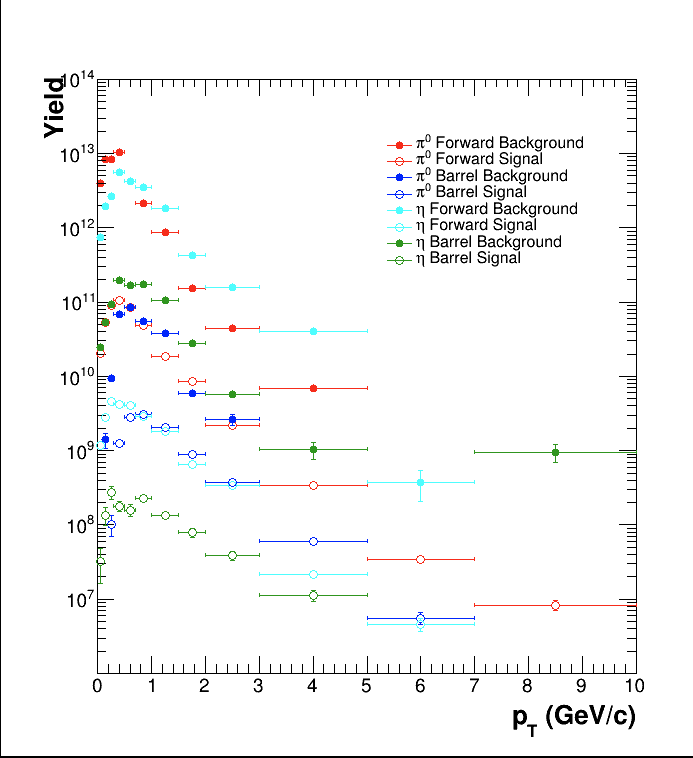 Yield
10^14
10^13
10^12
10^11
10^10
10^9
10^8
10^7
π^0 Forward Background
π^0 Forward Signal
π^0 Barrel Background
π^0 Barrel Signal
η Forward Background
η Forward Signal
η Barrel Background
η Barrel Signal
0 1 2 3 4 5 6 7 8 9 10
p_T (GeV/c)